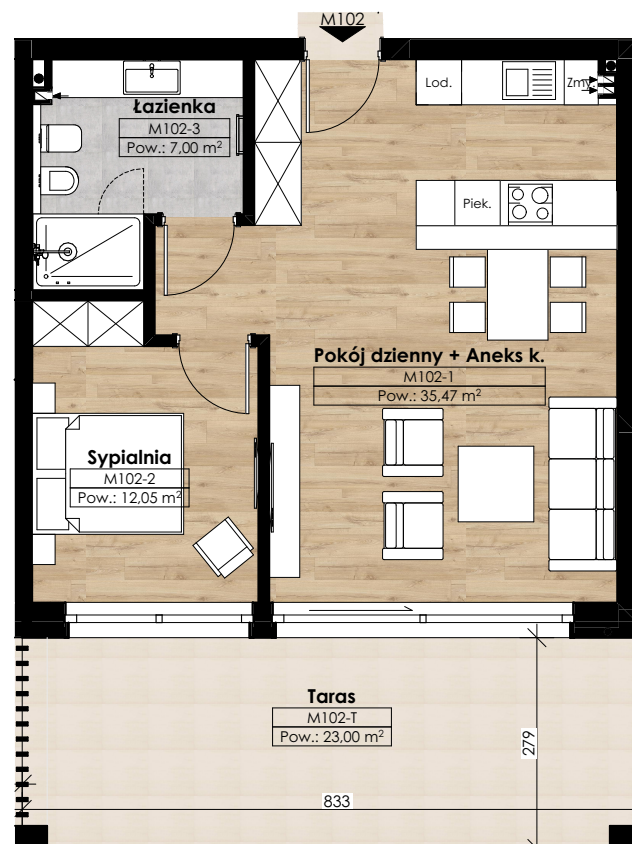 M102
Lod.
Zmy.
Łazienka
M102-3
Pow.: 7,00 m²
Piek.
Pokój dzienny + Aneks k.
M102-1
Pow.: 35,47 m²
Sypialnia
M102-2
Pow.: 12,05 m²
Taras
M102-T
Pow.: 23,00 m²
279
833